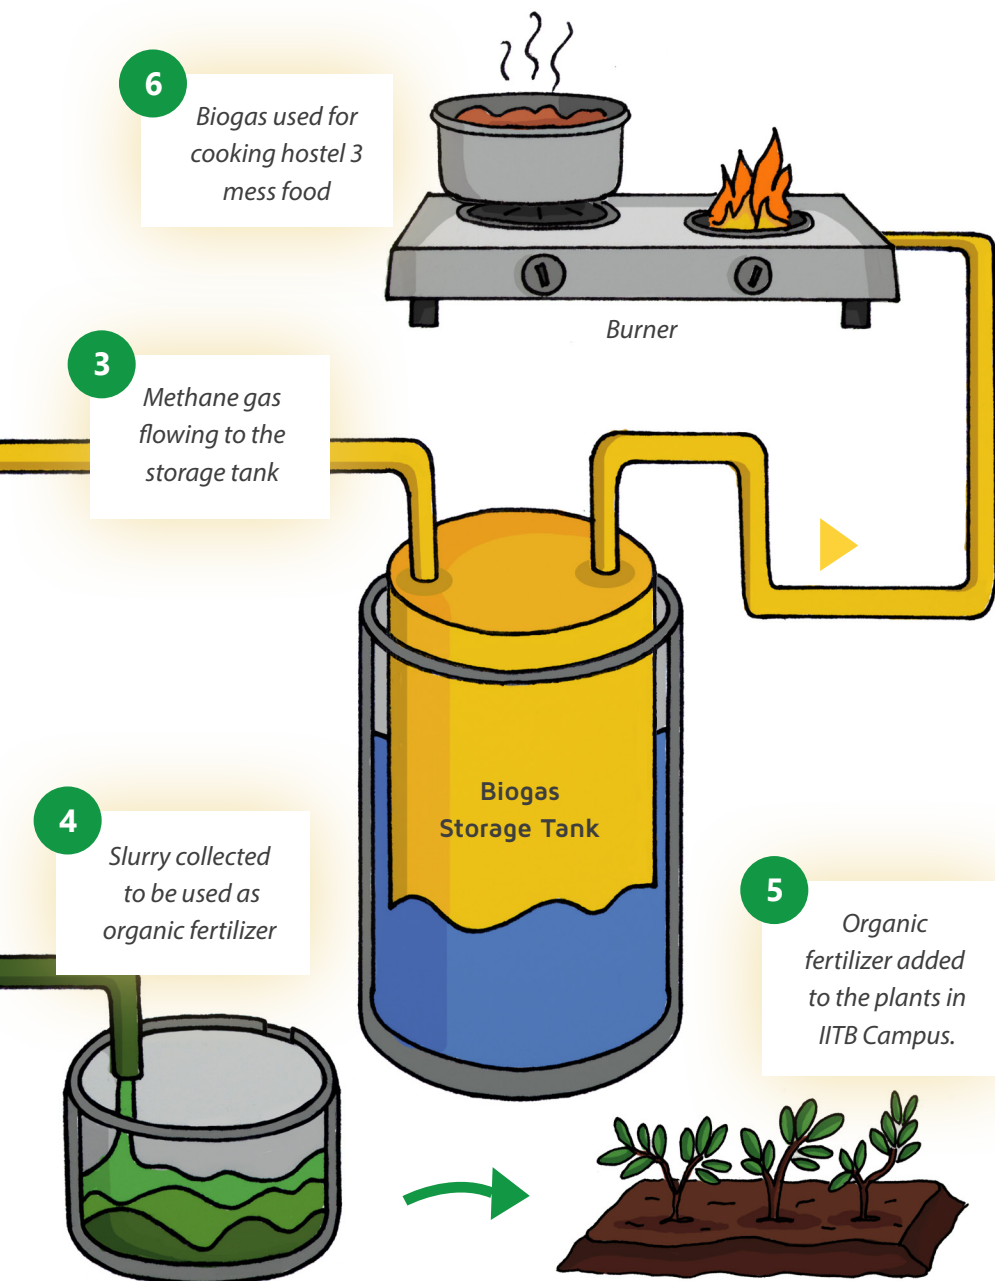 6
Biogas used for
cooking hostel 3
mess food
Burner
3
Methane gas
flowing to the
storage tank
Biogas
Storage Tank
4
Slurry collected
to be used as
organic fertilizer
5
Organic
fertilizer added
to the plants in
IITB Campus.